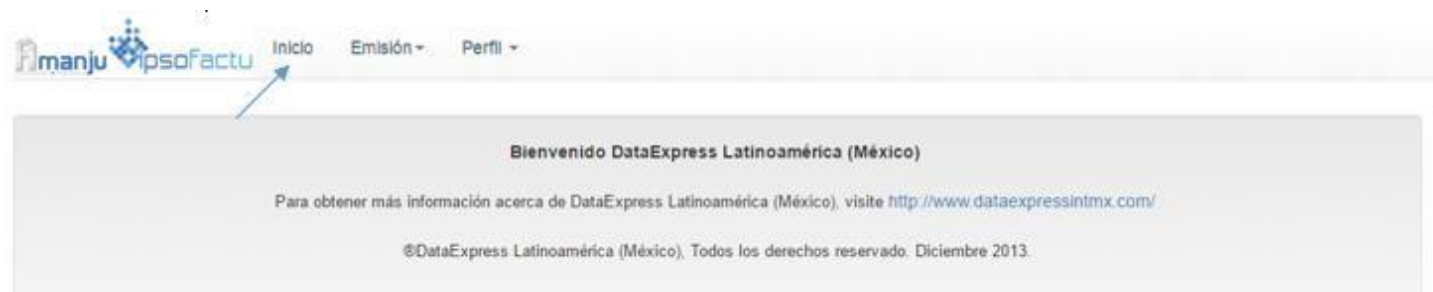 manju ipsofactu Inicio Emisión Perfil
Bienvenido DataExpress Latinoamérica (México)
Para obtener más información acerca de DataExpress Latinoamérica (México), visite http://www.dataexpressintmx.com/
®DataExpress Latinoamérica (México), Todos los derechos reservado. Diciembre 2013.